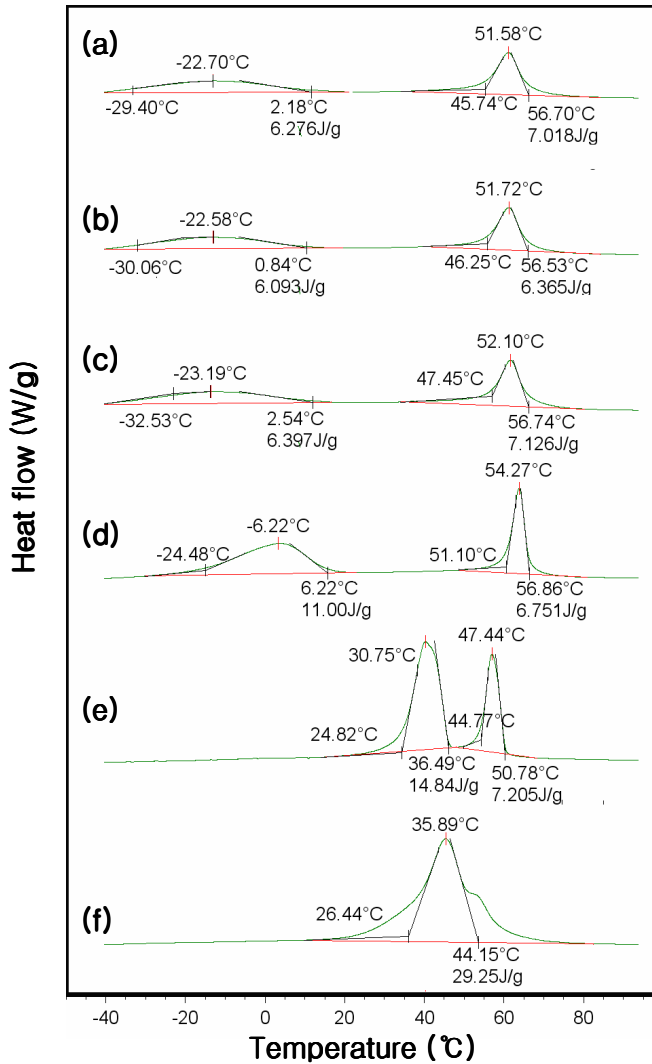 (a)
-22.70°C
-29.40°C
2.18°C
6.276J/g
51.58°C
45.74°C
56.70°C
7.018J/g
(b)
-22.58°C
-30.06°C
0.84°C
6.093J/g
51.72°C
46.25°C
56.53°C
6.365J/g
(c)
-23.19°C
-32.53°C
2.54°C
6.397J/g
52.10°C
47.45°C
56.74°C
7.126J/g
(d)
-6.22°C
-24.48°C
6.22°C
11.00J/g
54.27°C
51.10°C
56.86°C
6.751J/g
(e)
30.75°C
24.82°C
36.49°C
14.84J/g
47.44°C
44.77°C
50.78°C
7.205J/g
(f)
35.89°C
26.44°C
44.15°C
29.25J/g
Heat flow (W/g)
-40 -20 0 20 40 60 80
Temperature (℃)